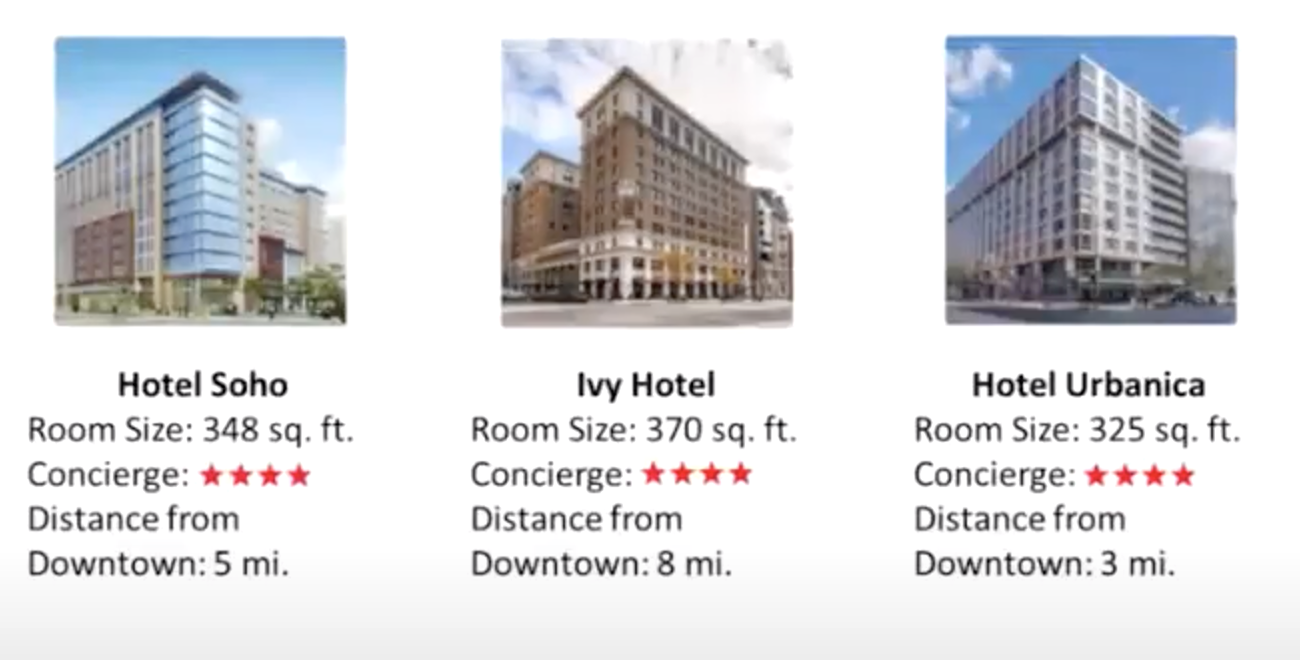 Hotel Soho
Room Size: 348 sq. ft.
Concierge: ★★★★
Distance from
Downtown: 5 mi.
Ivy Hotel
Room Size: 370 sq. ft.
Concierge: ★★★★
Distance from
Downtown: 8 mi.
Hotel Urbanica
Room Size: 325 sq. ft.
Concierge: ★★★★
Distance from
Downtown: 3 mi.